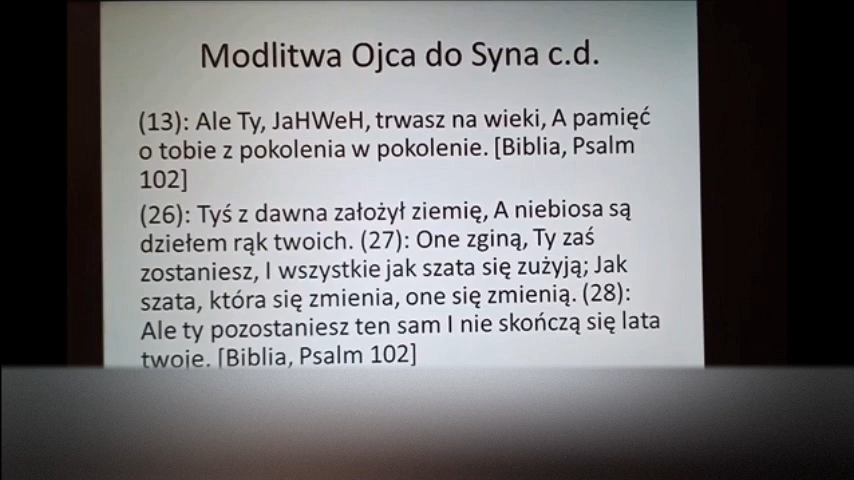 Modlitwa Ojca do Syna c.d.
(13): Ale Ty, JaHWeH, trwasz na wieki, A pamięć
o tobie z pokolenia w pokolenie. [Biblia, Psalm
102]
(26): Tyś z dawna założył ziemię, A niebiosa są
dziełem rąk twoich. (27): One zginą, Ty zaś
zostaniesz, I wszystkie jak szata się zużyją; Jak
szata, która się zmienia, one się zmienią. (28):
Ale ty pozostaniesz ten sam I nie skończą się lata
twoje. [Biblia, Psalm 102]